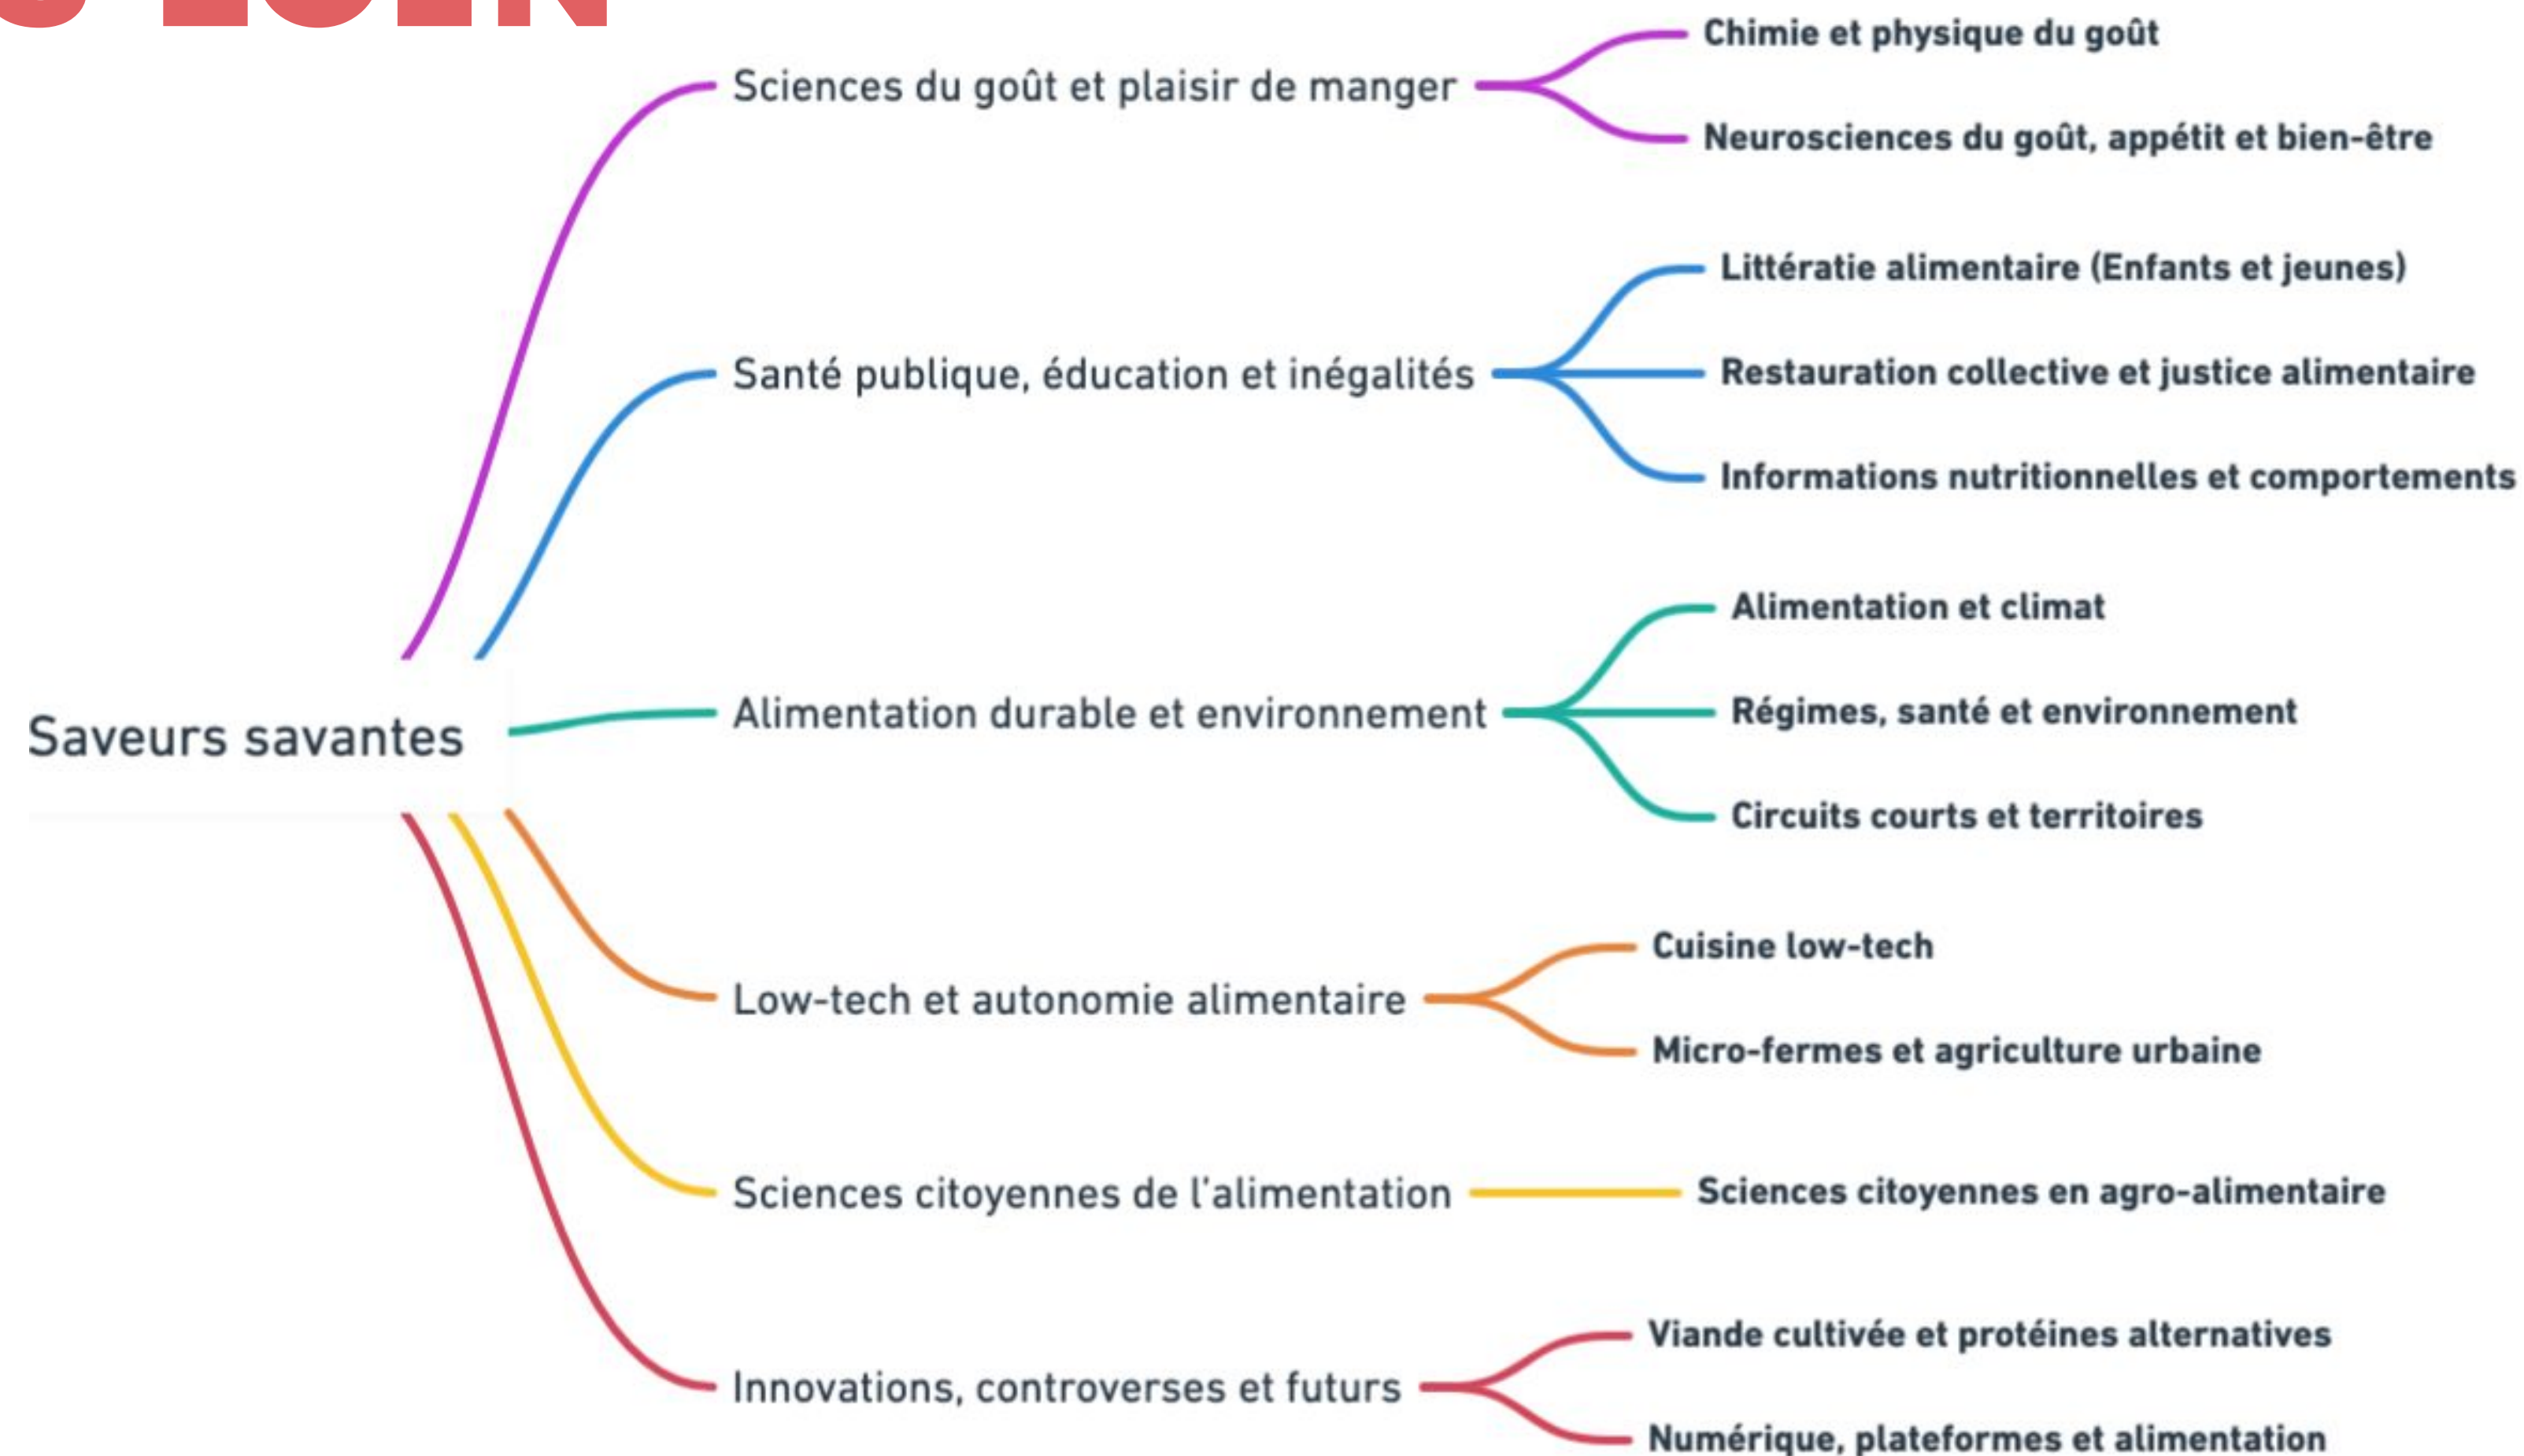 Saveurs savantes
Sciences du goût et plaisir de manger
Chimie et physique du goût
Neurosciences du goût, appétit et bien-être
Santé publique, éducation et inégalités
Littératie alimentaire (Enfants et jeunes)
Restauration collective et justice alimentaire
Informations nutritionnelles et comportements
Alimentation durable et environnement
Alimentation et climat
Régimes, santé et environnement
Circuits courts et territoires
Low-tech et autonomie alimentaire
Cuisine low-tech
Micro-fermes et agriculture urbaine
Sciences citoyennes de l'alimentation
Sciences citoyennes en agro-alimentaire
Innovations, controverses et futurs
Viande cultivée et protéines alternatives
Numérique, plateformes et alimentation